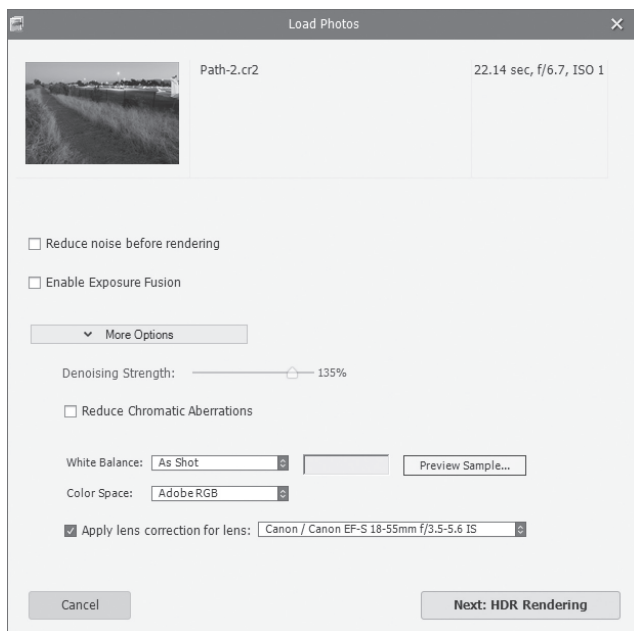 Load Photos
Path-2.cr2
22.14 sec, f/6.7, ISO 1
Reduce noise before rendering
Enable Exposure Fusion
More Options
Denoising Strength: 135%
Reduce Chromatic Aberrations
White Balance: As Shot Preview Sample...
Color Space: AdobeRGB
Apply lens correction for lens: Canon / Canon EF-S 18-55mm f/3.5-5.6 IS
Cancel Next: HDR Rendering